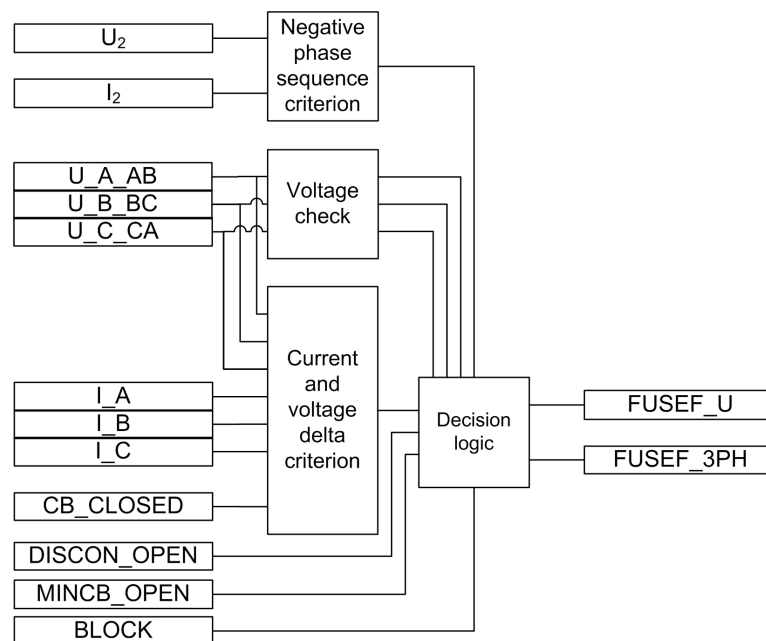 U₂
I₂
Negative
phase
sequence
criterion
U_A_AB
U_B_BC
U_C_CA
Voltage
check
I_A
I_B
I_C
CB_CLOSED
Current
and
voltage
delta
criterion
DISCON_OPEN
MINCB_OPEN
BLOCK
Decision
logic
FUSEF_U
FUSEF_3PH